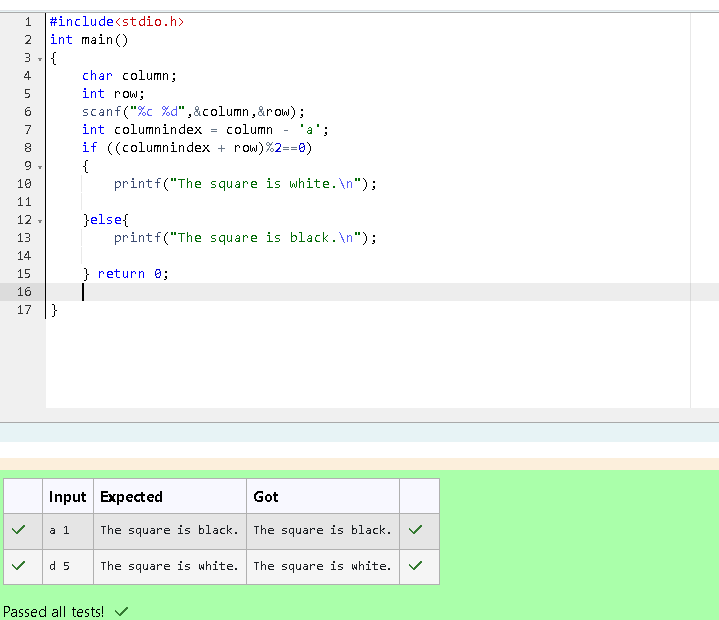 1 #include<stdio.h>
2 int main()
3 {
4     char column;
5     int row;
6     scanf("%c %d",&column,&row);
7     int columnindex = column - 'a';
8     if ((columnindex + row)%2==0)
9     {
10         printf("The square is white.\n");
11
12     }else{
13         printf("The square is black.\n");
14
15     } return 0;
16
17 }
Input Expected Got
a 1 The square is black. The square is black.
d 5 The square is white. The square is white.
Passed all tests!